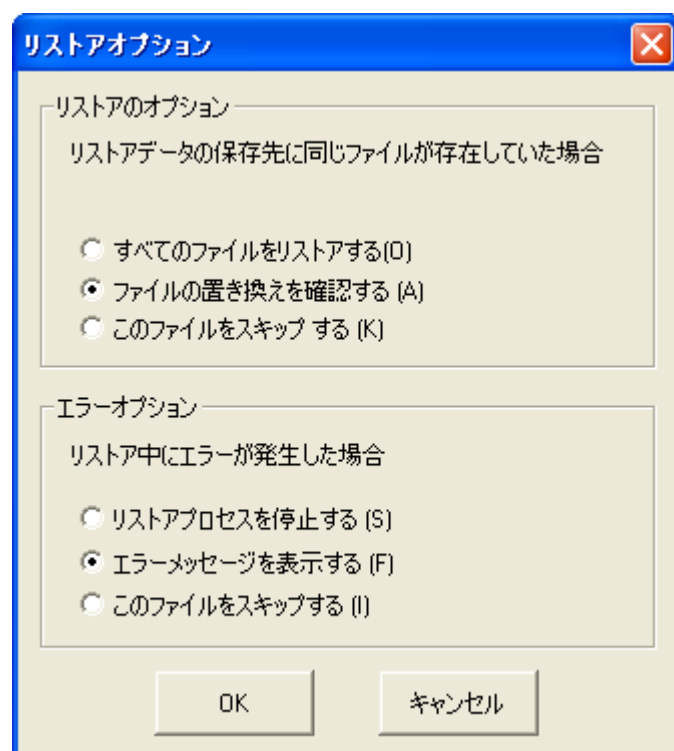 リストアオプション
リストアのオプション
リストアデータの保存先に同じファイルが存在していた場合
すべてのファイルをリストアする(O)
ファイルの置き換えを確認する (A)
このファイルをスキップ する (K)
エラーオプション
リストア中にエラーが発生した場合
リストアプロセスを停止する (S)
エラーメッセージを表示する (F)
このファイルをスキップする (I)
OK
キャンセル